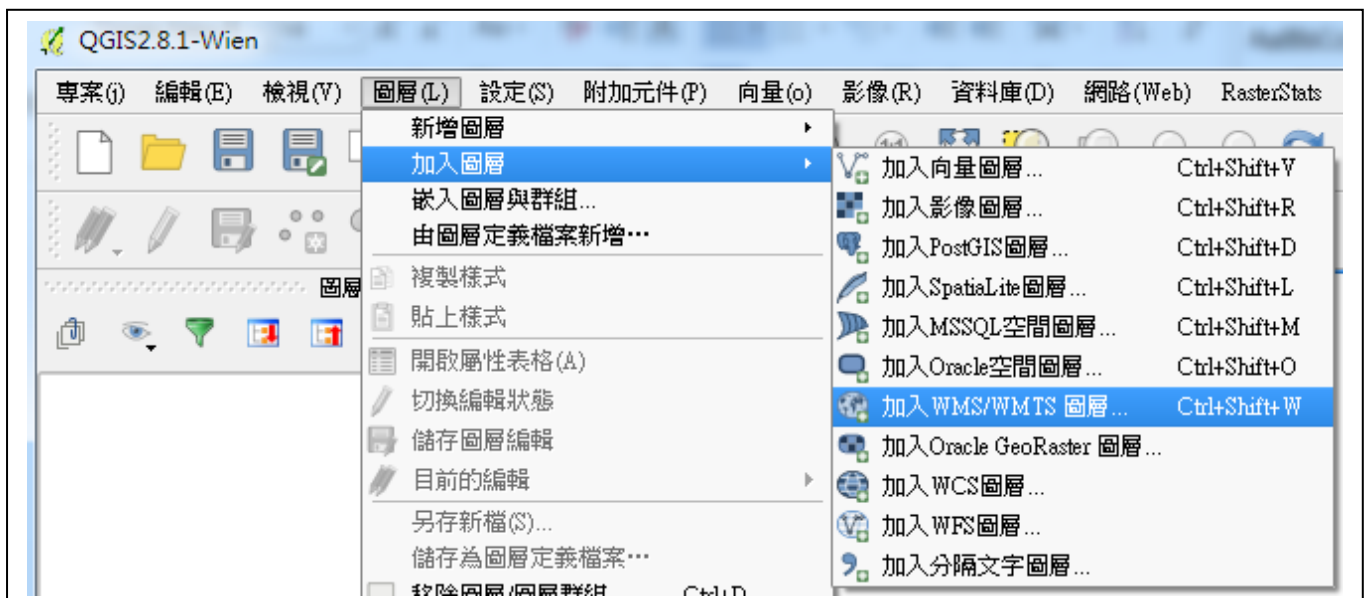 QGIS2.8.1-Wien
專案(j) 編輯(E) 檢視(V) 圖層(L) 設定(S) 附加元件(P) 向量(o) 影像(R) 資料庫(D) 網路(Web) RasterStats
新增圖層
加入圖層
嵌入圖層與群組...
由圖層定義檔案新增…
複製樣式
貼上樣式
開啟屬性表格(A)
切換編輯狀態
儲存圖層編輯
目前的編輯
另存新檔(S)...
儲存為圖層定義檔案…
移除圖層/圖層群組 Ctrl+D
加入向量圖層... Ctrl+Shift+V
加入影像圖層... Ctrl+Shift+R
加入PostGIS圖層... Ctrl+Shift+D
加入SpatiaLite圖層... Ctrl+Shift+L
加入MSSQL空間圖層... Ctrl+Shift+M
加入Oracle空間圖層... Ctrl+Shift+O
加入WMS/WMTS 圖層... Ctrl+Shift+W
加入Oracle GeoRaster 圖層...
加入WCS圖層...
加入WFS圖層...
加入分隔文字圖層...
圖層